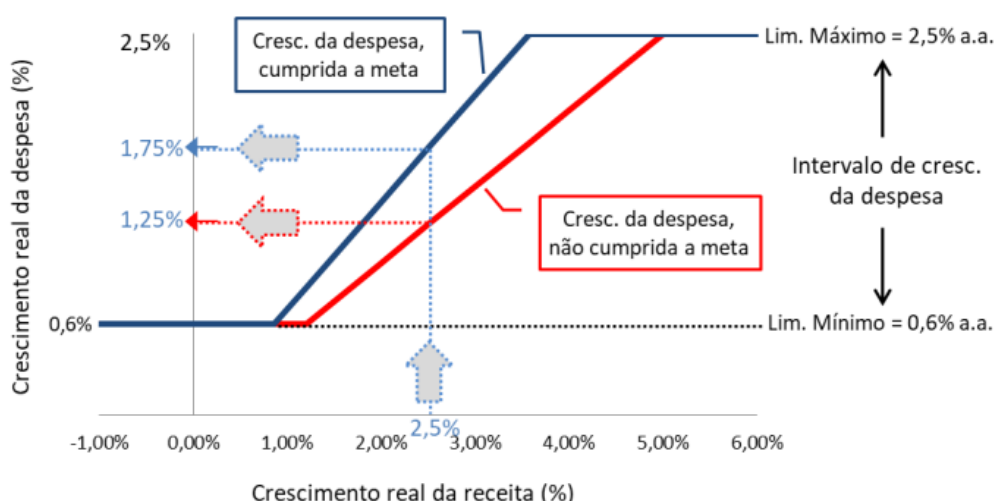 2,5%
Cresc. da despesa,
cumprida a meta
Lim. Máximo = 2,5% a.a.
Crescimento real da despesa (%)
1,75%
1,25%
Intervalo de cresc.
da despesa
Cresc. da despesa,
não cumprida a meta
0,6%
Lim. Mínimo = 0,6% a.a.
2,5%
-1,00% 0,00% 1,00% 2,00% 3,00% 4,00% 5,00% 6,00%
Crescimento real da receita (%)